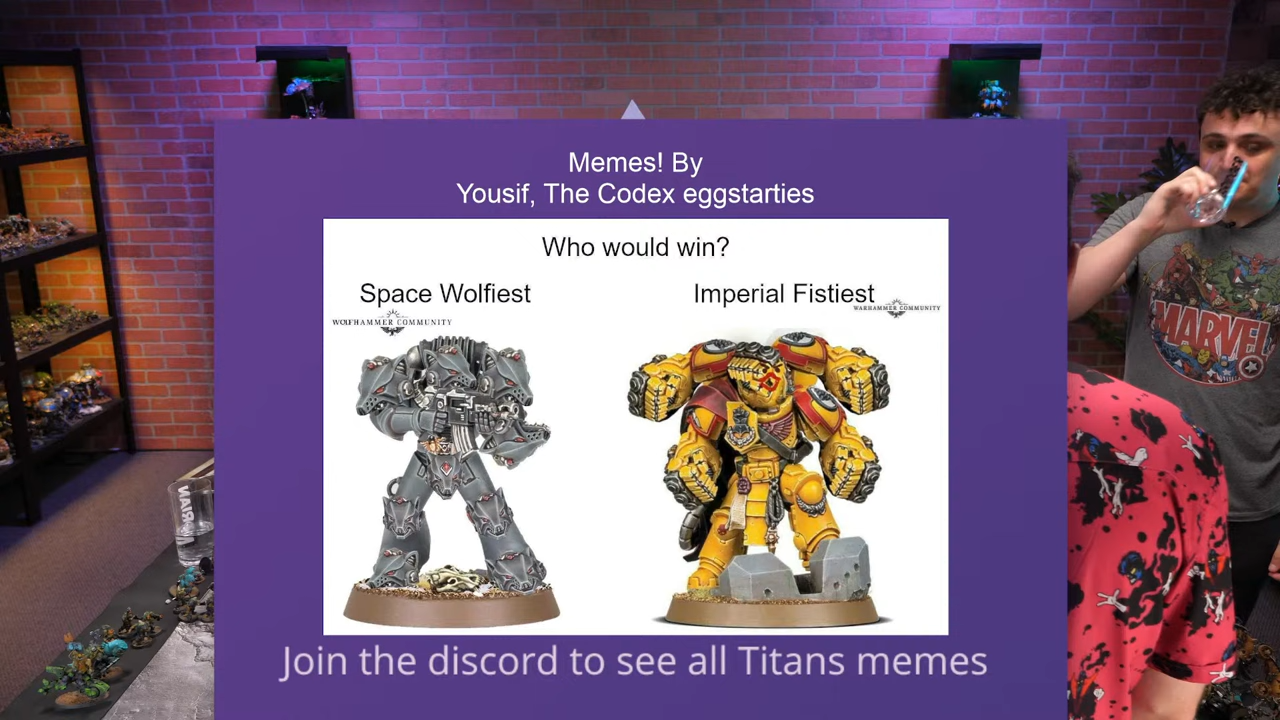 Memes! By
Yousif, The Codex eggstarties
Who would win?
Space Wolfiest
Imperial Fistiest
WOLFHAMMER COMMUNITY
WARHAMMER COMMUNITY
MARVEL
Join the discord to see all Titans memes